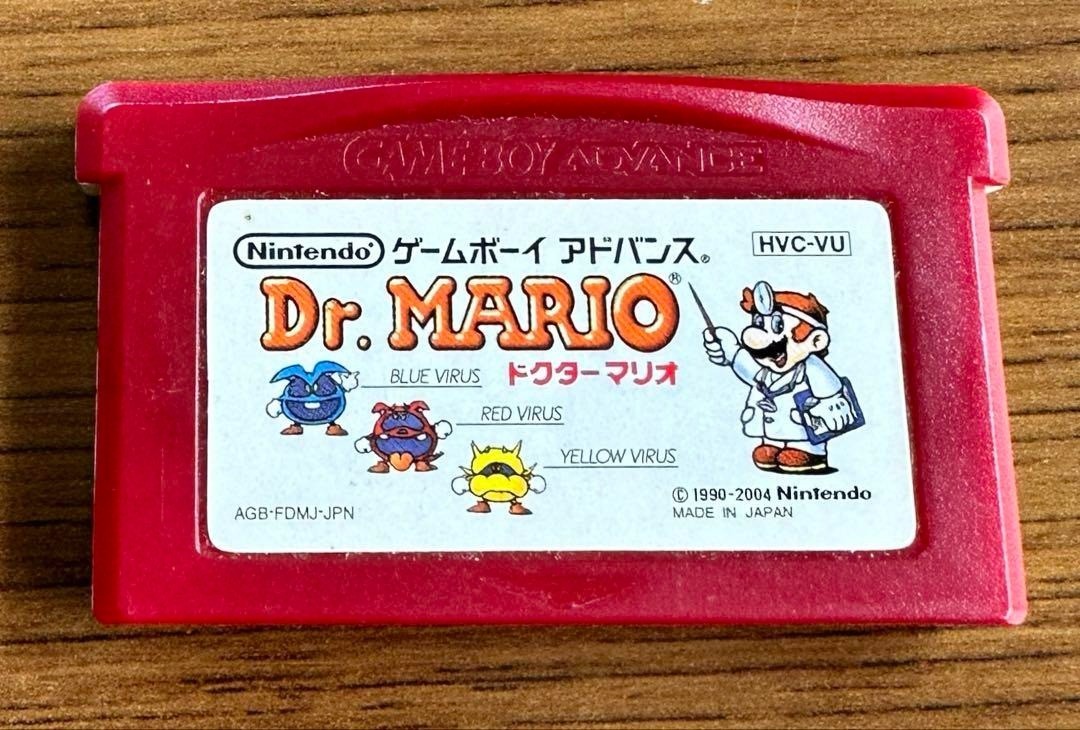 GAME BOY ADVANCE
Nintendo® ゲームボーイ アドバンス® HVC-VU
Dr. MARIO®
BLUE VIRUS ドクターマリオ
RED VIRUS
YELLOW VIRUS
© 1990-2004 Nintendo
AGB-FDMJ-JPN MADE IN JAPAN